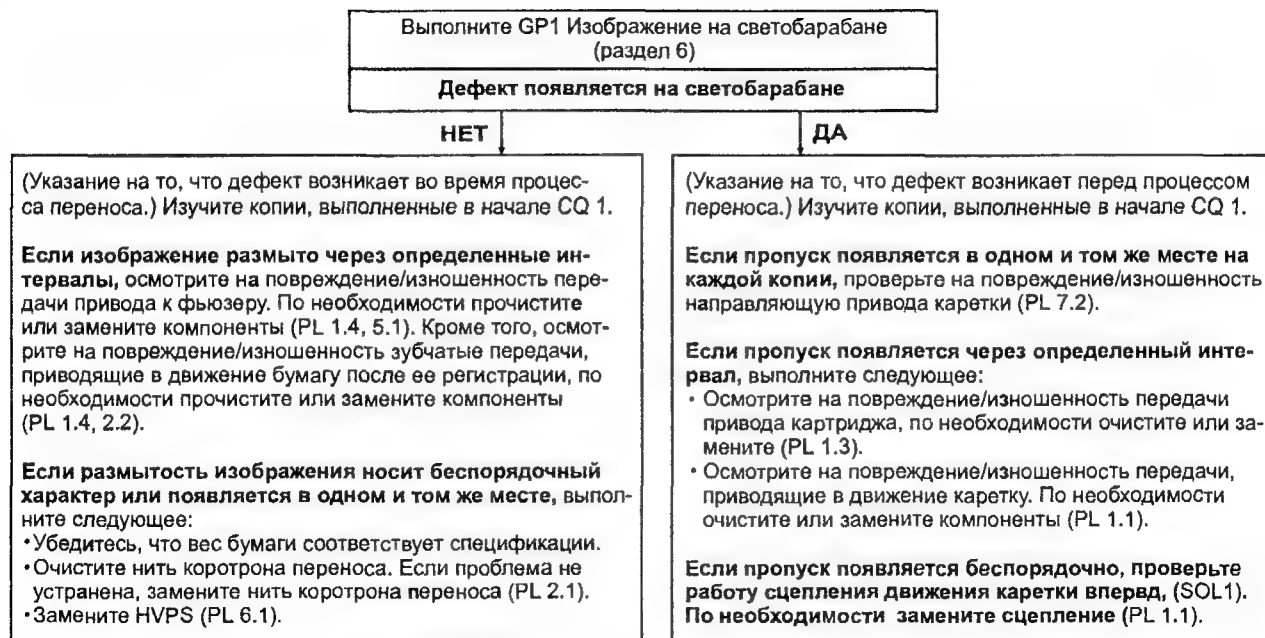 Выполните GP1 Изображение на светобарабане
(раздел 6)
Дефект появляется на светобарабане
НЕТ
ДА
(Указание на то, что дефект возникает во время процес-
са переноса.) Изучите копии, выполненные в начале CQ 1.
Если изображение размыто через определенные ин-
тервалы, осмотрите на повреждение/изношенность пере-
дачи привода к фьюзеру. По необходимости прочистите
или замените компоненты (PL 1.4, 5.1). Кроме того, осмот-
рите на повреждение/изношенность зубчатые передачи,
приводящие в движение бумагу после ее регистрации, по
необходимости прочистите или замените компоненты
(PL 1.4, 2.2).
Если размытость изображения носит беспорядочный
характер или появляется в одном и том же месте, выпол-
ните следующее:
•Убедитесь, что вес бумаги соответствует спецификации.
•Очистите нить коротрона переноса. Если проблема не
устранена, замените нить коротрона переноса (PL 2.1).
•Замените HVPS (PL 6.1).
(Указание на то, что дефект возникает перед процессом
переноса.) Изучите копии, выполненные в начале CQ 1.
Если пропуск появляется в одном и том же месте на
каждой копии, проверьте на повреждение/изношенность
направляющую привода каретки (PL 7.2).
Если пропуск появляется через определенный инте-
рвал, выполните следующее:
• Осмотрите на повреждение/изношенность передачи
привода картриджа, по необходимости очистите или за-
мените (PL 1.3).
• Осмотрите на повреждение/изношенность передачи,
приводящие в движение каретку. По необходимости
очистите или замените компоненты (PL 1.1).
Если пропуск появляется беспорядочно, проверьте
работу сцепления движения каретки впервд, (SOL1).
По необходимости замените сцепление (PL 1.1).